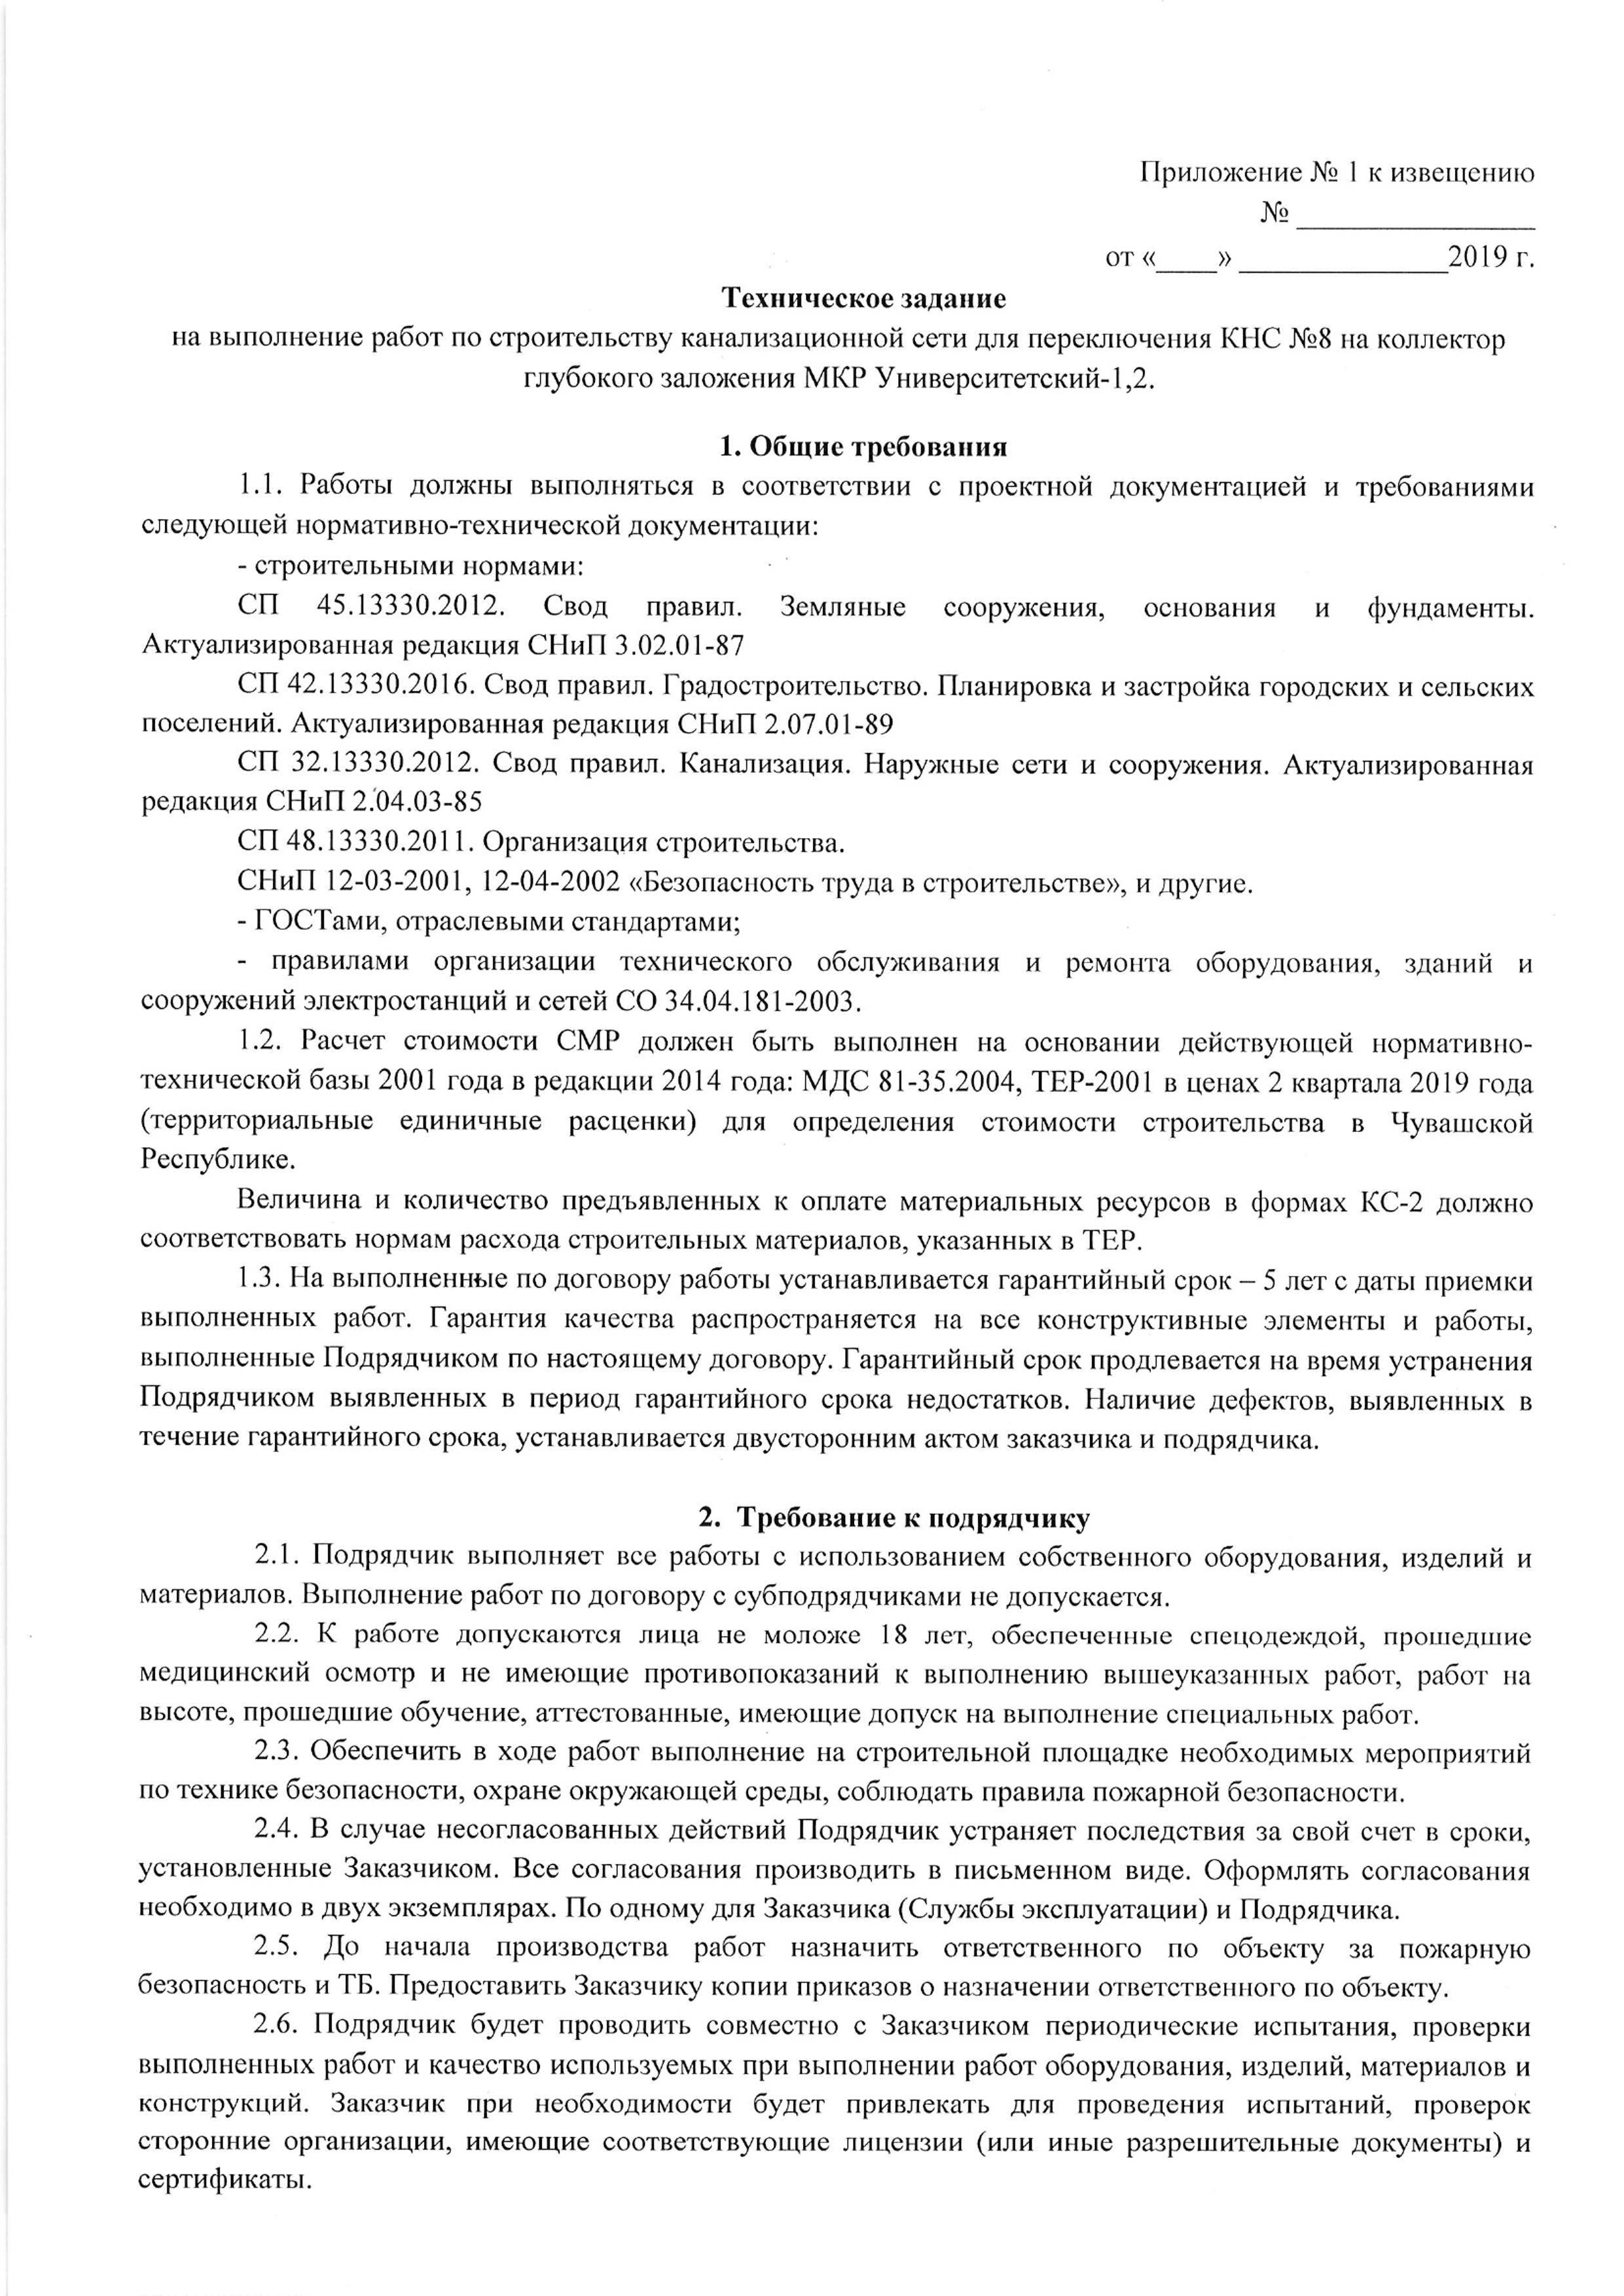 Приложение № 1 к извещению
№ _________________
от «____» _______________2019 г.
Техническое задание
на выполнение работ по строительству канализационной сети для переключения КНС №8 на коллектор
глубокого заложения МКР Университетский-1,2.
1. Общие требования
1.1. Работы должны выполняться в соответствии с проектной документацией и требованиями
следующей нормативно-технической документации:
- строительными нормами:
СП 45.13330.2012. Свод правил. Земляные сооружения, основания и фундаменты.
Актуализированная редакция СНиП 3.02.01-87
СП 42.13330.2016. Свод правил. Градостроительство. Планировка и застройка городских и сельских
поселений. Актуализированная редакция СНиП 2.07.01-89
СП 32.13330.2012. Свод правил. Канализация. Наружные сети и сооружения. Актуализированная
редакция СНиП 2.04.03-85
СП 48.13330.2011. Организация строительства.
СНиП 12-03-2001, 12-04-2002 «Безопасность труда в строительстве», и другие.
- ГОСТами, отраслевыми стандартами;
- правилами организации технического обслуживания и ремонта оборудования, зданий и
сооружений электростанций и сетей СО 34.04.181-2003.
1.2. Расчет стоимости СМР должен быть выполнен на основании действующей нормативно-
технической базы 2001 года в редакции 2014 года: МДС 81-35.2004, ТЕР-2001 в ценах 2 квартала 2019 года
(территориальные единичные расценки) для определения стоимости строительства в Чувашской
Республике.
Величина и количество предъявленных к оплате материальных ресурсов в формах КС-2 должно
соответствовать нормам расхода строительных материалов, указанных в ТЕР.
1.3. На выполненные по договору работы устанавливается гарантийный срок – 5 лет с даты приемки
выполненных работ. Гарантия качества распространяется на все конструктивные элементы и работы,
выполненные Подрядчиком по настоящему договору. Гарантийный срок продлевается на время устранения
Подрядчиком выявленных в период гарантийного срока недостатков. Наличие дефектов, выявленных в
течение гарантийного срока, устанавливается двусторонним актом заказчика и подрядчика.
2. Требование к подрядчику
2.1. Подрядчик выполняет все работы с использованием собственного оборудования, изделий и
материалов. Выполнение работ по договору с субподрядчиками не допускается.
2.2. К работе допускаются лица не моложе 18 лет, обеспеченные спецодеждой, прошедшие
медицинский осмотр и не имеющие противопоказаний к выполнению вышеуказанных работ, работ на
высоте, прошедшие обучение, аттестованные, имеющие допуск на выполнение специальных работ.
2.3. Обеспечить в ходе работ выполнение на строительной площадке необходимых мероприятий
по технике безопасности, охране окружающей среды, соблюдать правила пожарной безопасности.
2.4. В случае несогласованных действий Подрядчик устраняет последствия за свой счет в сроки,
установленные Заказчиком. Все согласования производить в письменном виде. Оформлять согласования
необходимо в двух экземплярах. По одному для Заказчика (Службы эксплуатации) и Подрядчика.
2.5. До начала производства работ назначить ответственного по объекту за пожарную
безопасность и ТБ. Предоставить Заказчику копии приказов о назначении ответственного по объекту.
2.6. Подрядчик будет проводить совместно с Заказчиком периодические испытания, проверки
выполненных работ и качество используемых при выполнении работ оборудования, изделий, материалов и
конструкций. Заказчик при необходимости будет привлекать для проведения испытаний, проверок
сторонние организации, имеющие соответствующие лицензии (или иные разрешительные документы) и
сертификаты.